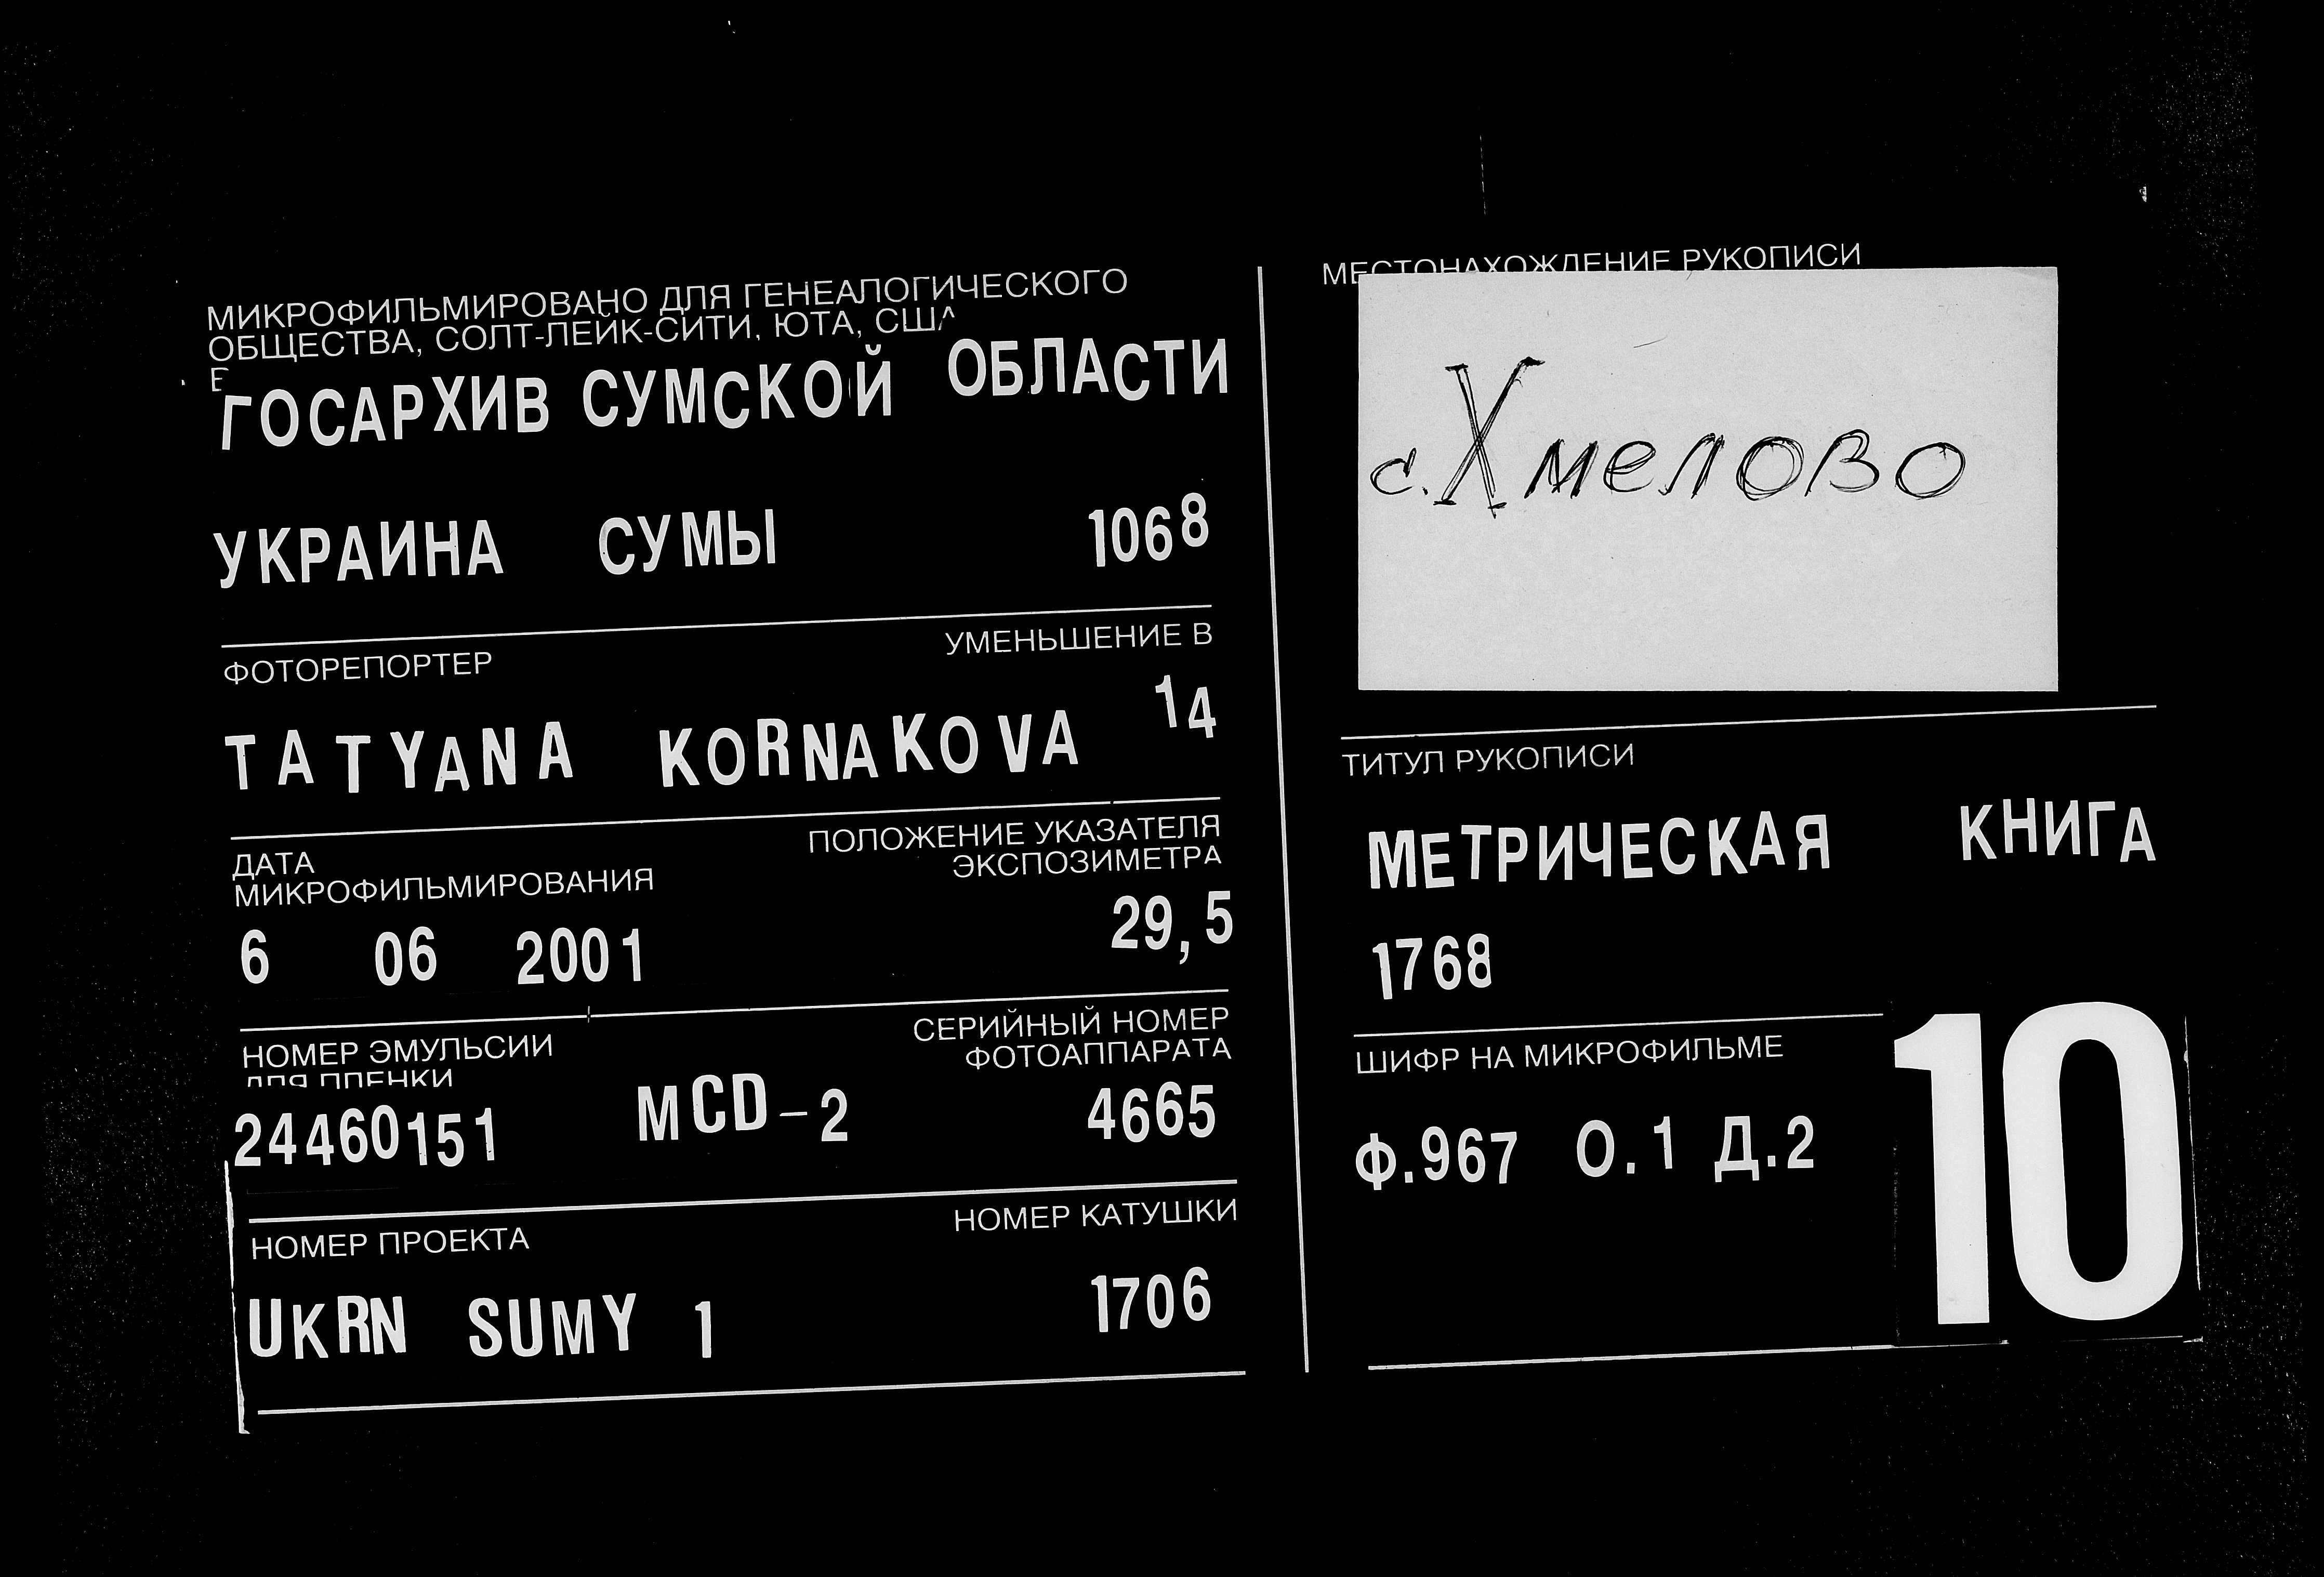 МИКРОФИЛЬМИРОВАНО ДЛЯ ГЕНЕАЛОГИЧЕСКОГО
ОБЩЕСТВА, СОЛТ-ЛЕЙК-СИТИ, ЮТА, США
ГОСАРХИВ СУМСКОЙ ОБЛАСТИ
УКРАИНА СУМЫ 1068
ФОТОРЕПОРТЕР УМЕНЬШЕНИЕ В
TATYANA KORNAKOVA 14
ДАТА
МИКРОФИЛЬМИРОВАНИЯ
ПОЛОЖЕНИЕ УКАЗАТЕЛЯ
ЭКСПОЗИМЕТРА
6 06 2001 29,5
НОМЕР ЭМУЛЬСИИ
ДЛЯ ПЛЕНКИ
СЕРИЙНЫЙ НОМЕР
ФОТОАППАРАТА
24460151 MCD-2 4665
НОМЕР ПРОЕКТА НОМЕР КАТУШКИ
UKRN SUMY 1 1706
МЕСТОНАХОЖДЕНИЕ РУКОПИСИ
с. Хмелово
ТИТУЛ РУКОПИСИ
МЕТРИЧЕСКАЯ КНИГА
1768
ШИФР НА МИКРОФИЛЬМЕ
Ф.967 О.1 Д.2
10